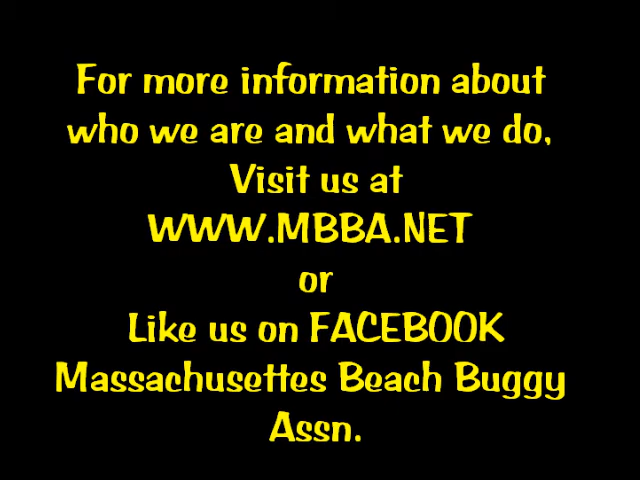 For more information about
who we are and what we do,
Visit us at
WWW.MBBA.NET
or
Like us on FACEBOOK
Massachusettes Beach Buggy
Assn.